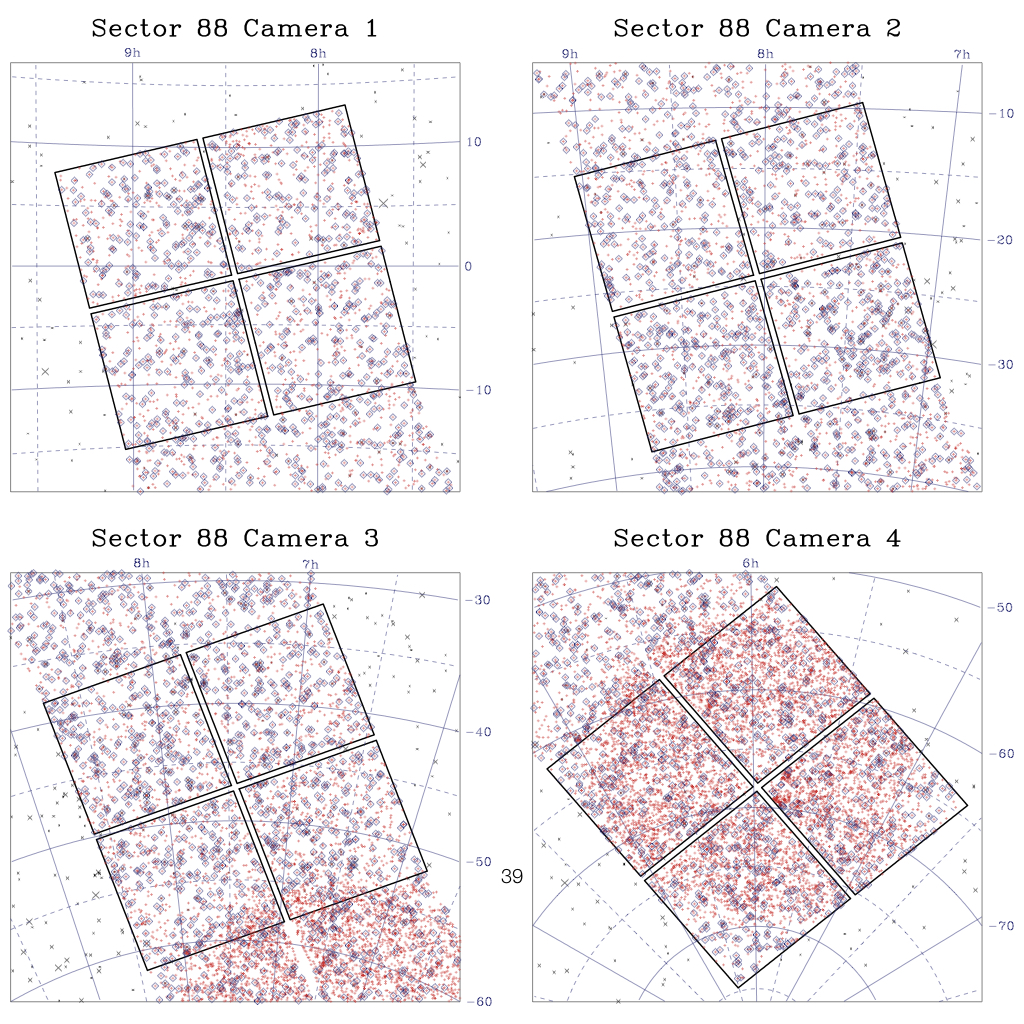 Sector 88 Camera 1
Sector 88 Camera 2
9h 8h
9h 8h 7h
10
0
-10
-10
-20
-30
Sector 88 Camera 3
Sector 88 Camera 4
8h 7h
6h
-30
-40
-50
-60
-50
-60
-70
39